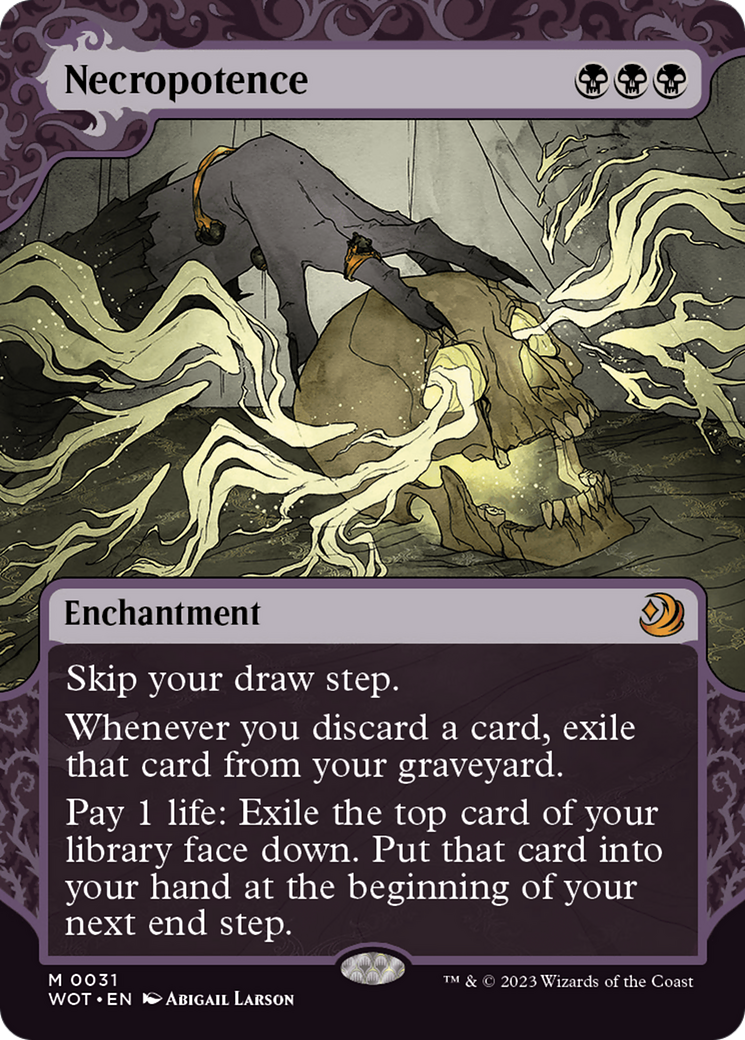 Necropotence
Enchantment
Skip your draw step.
Whenever you discard a card, exile
that card from your graveyard.
Pay 1 life: Exile the top card of your
library face down. Put that card into
your hand at the beginning of your
next end step.
M 0031
WOT • EN Abigail Larson
™ & © 2023 Wizards of the Coast